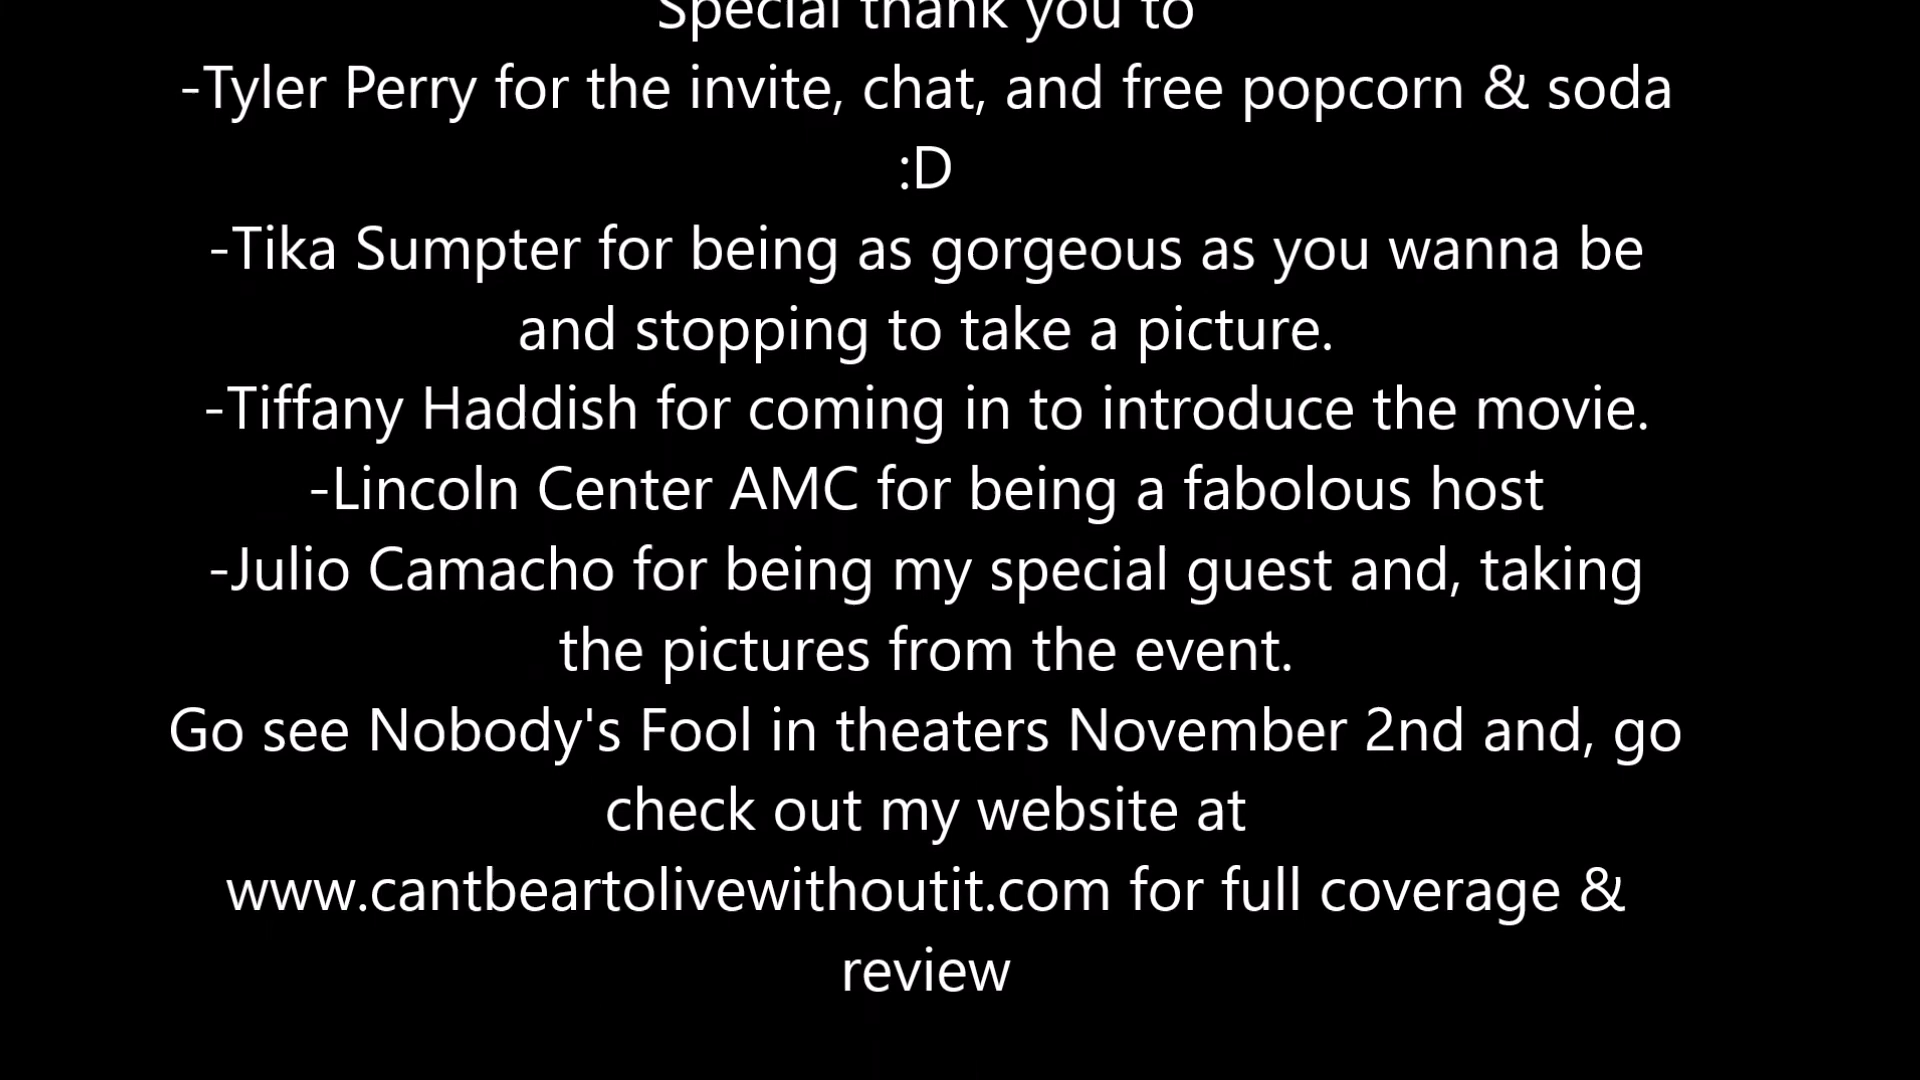 Special thank you to
-Tyler Perry for the invite, chat, and free popcorn & soda
:D
-Tika Sumpter for being as gorgeous as you wanna be
and stopping to take a picture.
-Tiffany Haddish for coming in to introduce the movie.
-Lincoln Center AMC for being a fabolous host
-Julio Camacho for being my special guest and, taking
the pictures from the event.
Go see Nobody's Fool in theaters November 2nd and, go
check out my website at
www.cantbeartolivewithoutit.com for full coverage &
review